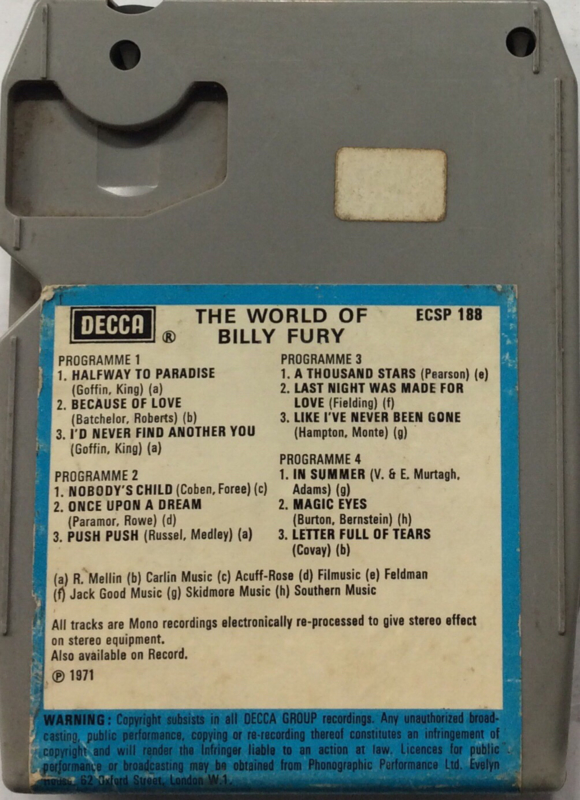 DECCA ® THE WORLD OF BILLY FURY ECSP 188
PROGRAMME 1
1. HALFWAY TO PARADISE
(Goffin, King) (a)
2. BECAUSE OF LOVE
(Batchelor, Roberts) (b)
3. I'D NEVER FIND ANOTHER YOU
(Goffin, King) (a)
PROGRAMME 2
1. NOBODY'S CHILD (Coben, Foree) (c)
2. ONCE UPON A DREAM
(Paramor, Rowe) (d)
3. PUSH PUSH (Russel, Medley) (a)
PROGRAMME 3
1. A THOUSAND STARS (Pearson) (e)
2. LAST NIGHT WAS MADE FOR
LOVE (Fielding) (f)
3. LIKE I'VE NEVER BEEN GONE
(Hampton, Monte) (g)
PROGRAMME 4
1. IN SUMMER (V. & E. Murtagh,
Adams) (g)
2. MAGIC EYES
(Burton, Bernstein) (h)
3. LETTER FULL OF TEARS
(Covay) (b)
(a) R. Mellin (b) Carlin Music (c) Acuff-Rose (d) Filmusic (e) Feldman
(f) Jack Good Music (g) Skidmore Music (h) Southern Music
All tracks are Mono recordings electronically re-processed to give stereo effect
on stereo equipment.
Also available on Record.
℗ 1971
WARNING: Copyright subsists in all DECCA GROUP recordings. Any unauthorized broad-
casting, public performance, copying or re-recording thereof constitutes an infringement of
copyright and will render the infringer liable to an action at law. Licences for public
performance or broadcasting may be obtained from Phonographic Performance Ltd. Evelyn
House, 62 Oxford Street, London W.1.